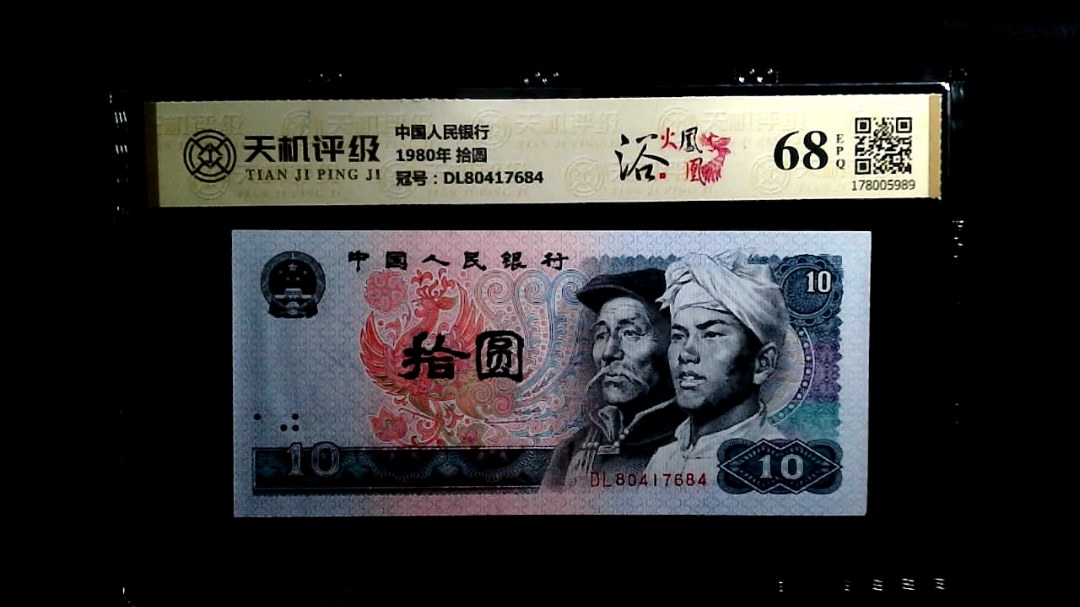 天机评级
TIAN JI PING JI
中国人民银行
1980年 拾圆
冠号：DL80417684
浴火鳳凰
68
EPQ
178005989
中国人民银行
10
拾圆
10
DL80417684
10